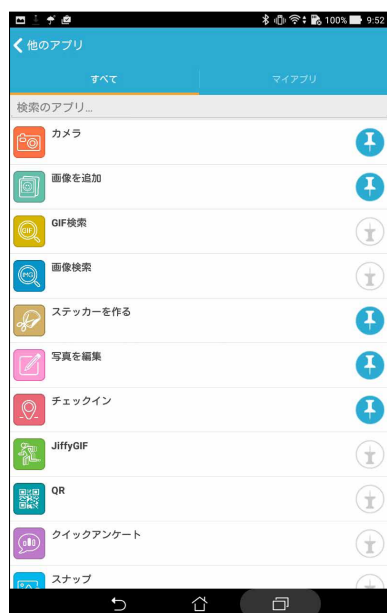 100% 9:52
他のアプリ
すべて マイアプリ
検索のアプリ...
カメラ
画像を追加
GIF検索
画像検索
ステッカーを作る
写真を編集
チェックイン
JiffyGIF
QR
クイックアンケート
スナップ